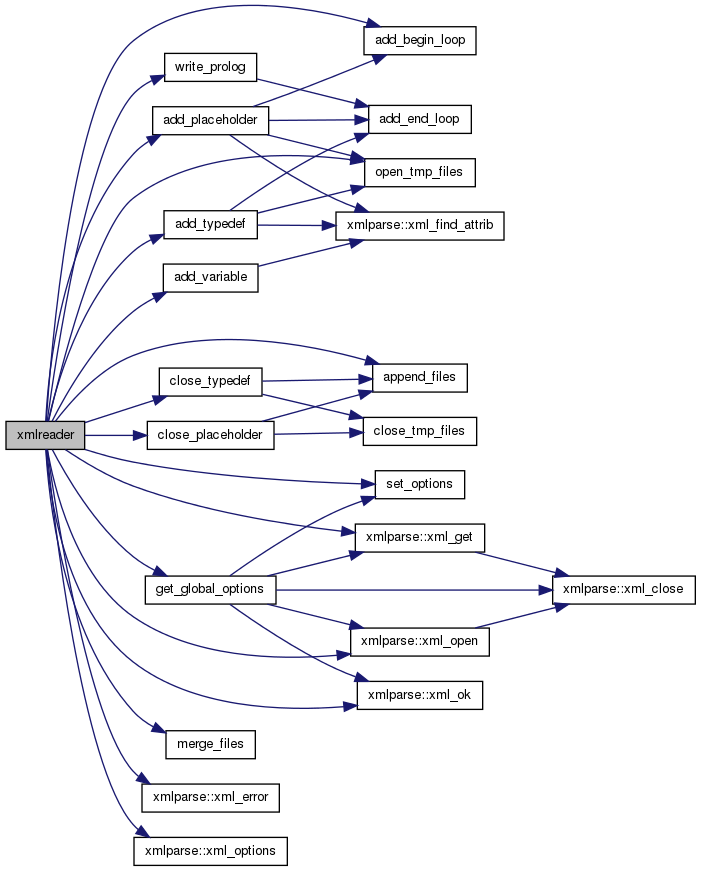 add_begin_loop
write_prolog
add_placeholder
add_end_loop
open_tmp_files
add_typedef
xmlparse::xml_find_attrib
add_variable
append_files
close_typedef
xmlreader
close_placeholder
close_tmp_files
set_options
xmlparse::xml_get
get_global_options
xmlparse::xml_close
xmlparse::xml_open
xmlparse::xml_ok
merge_files
xmlparse::xml_error
xmlparse::xml_options